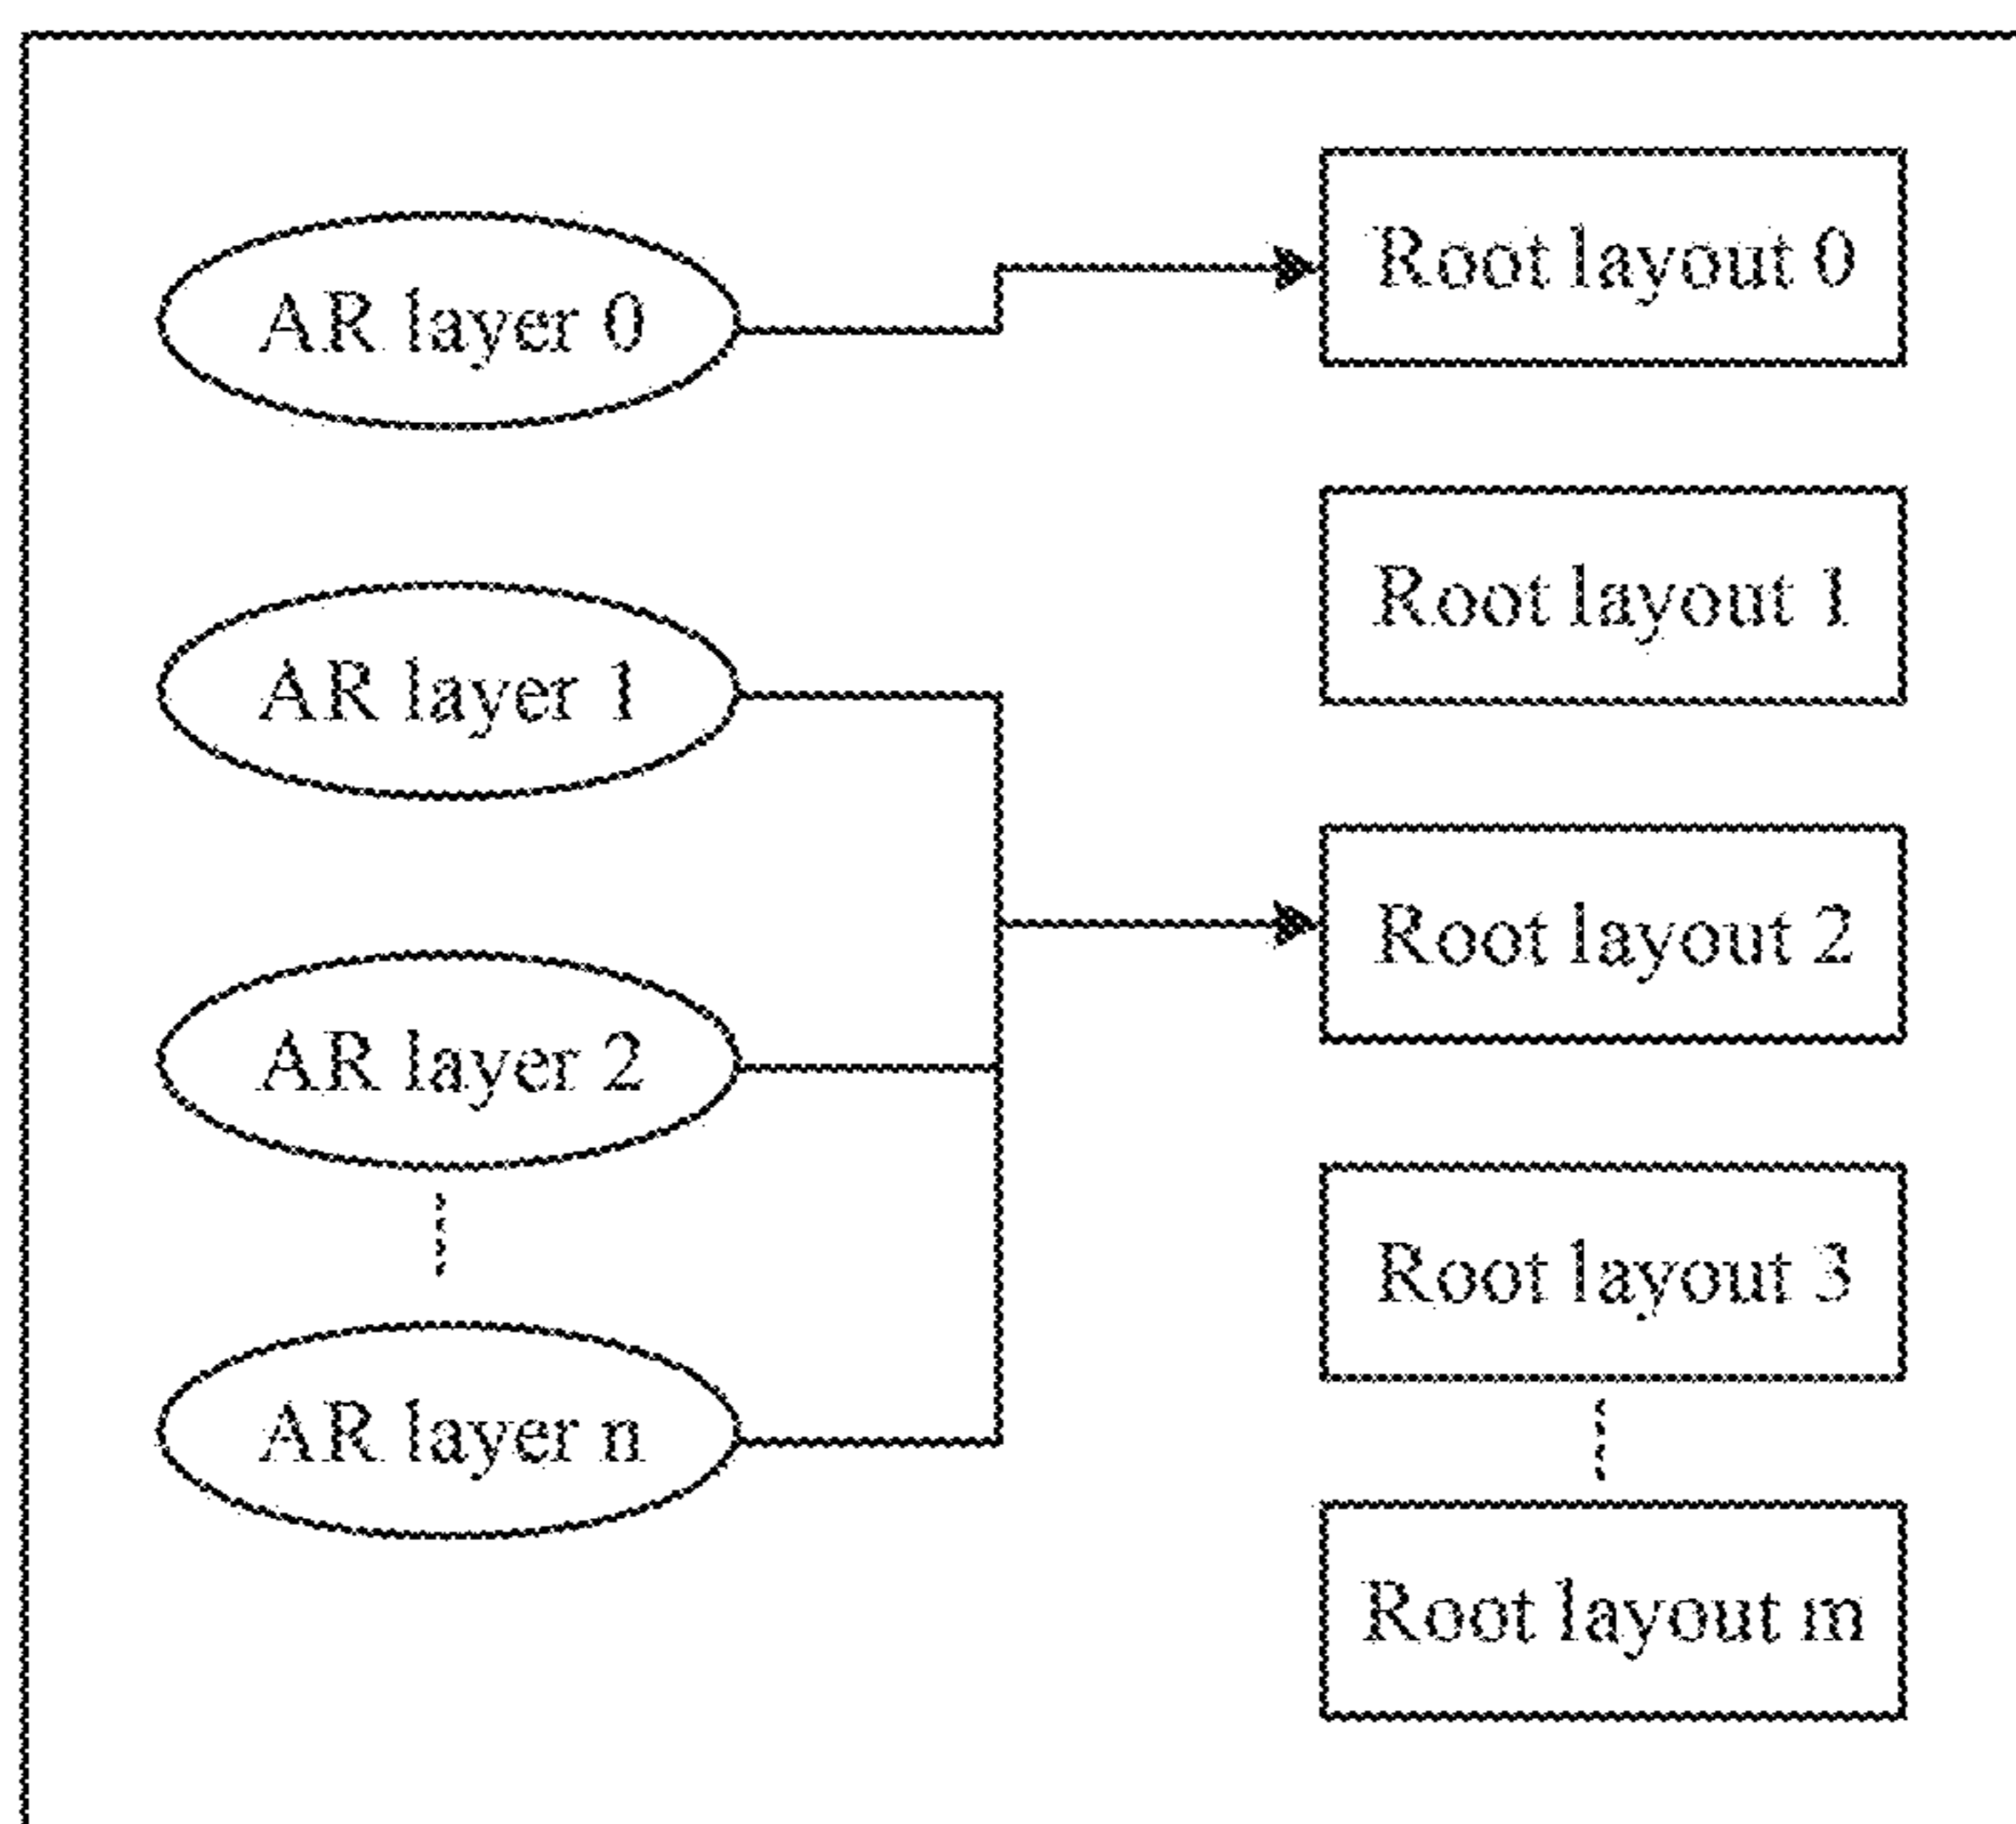 AR layer 0
AR layer 1
AR layer 2
AR layer n
Root layout 0
Root layout 1
Root layout 2
Root layout 3
Root layout m